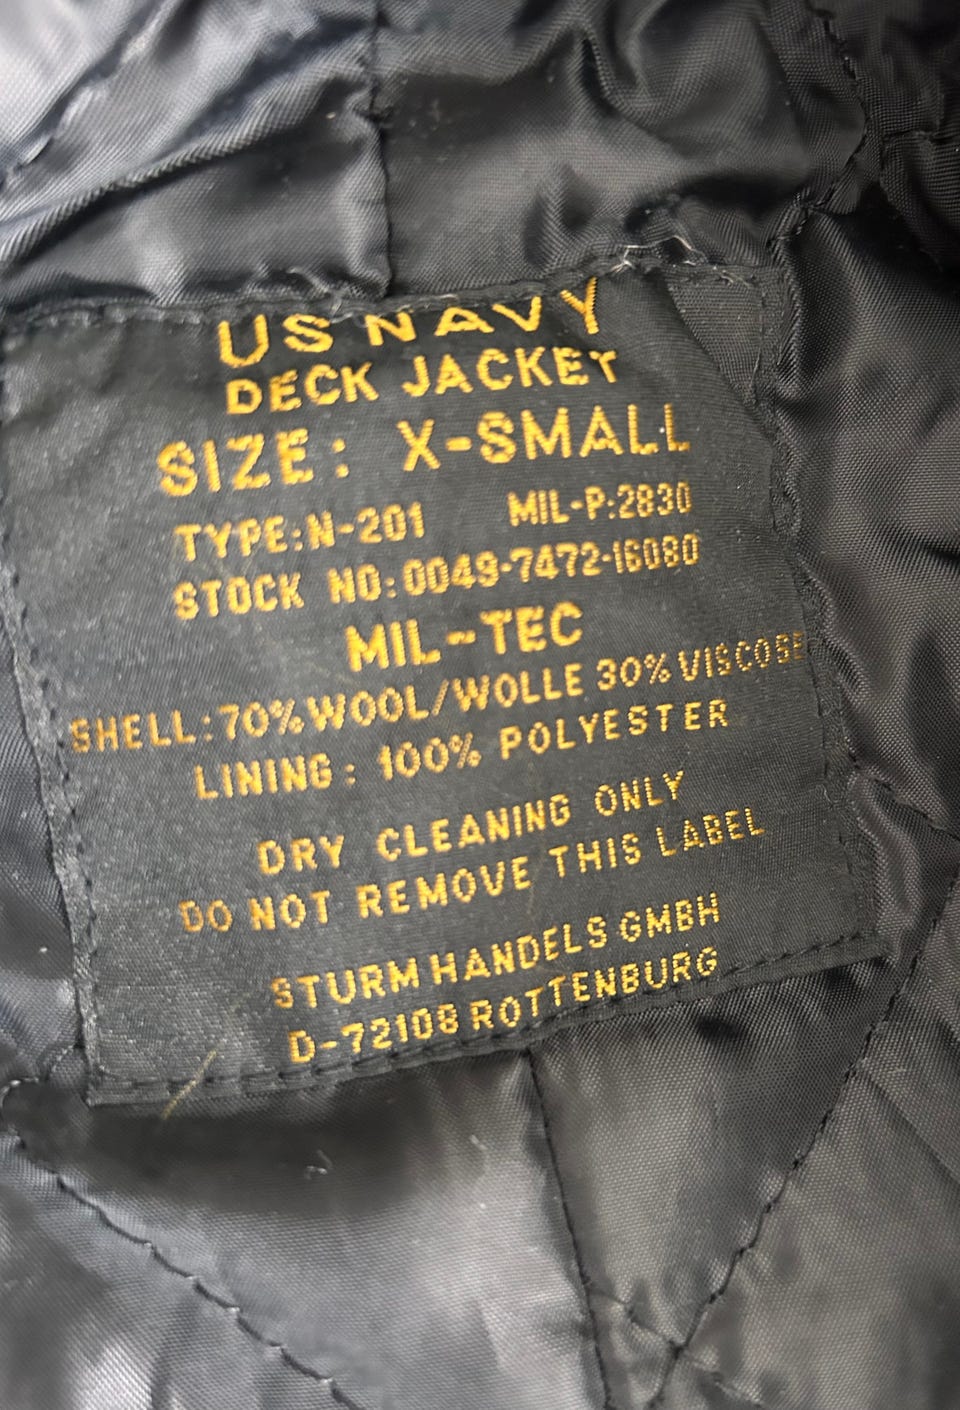 US NAVY
DECK JACKET
SIZE: X-SMALL
TYPE:N-201 MIL-P:2830
STOCK NO:0049-7472-16080
MIL-TEC
SHELL:70%WOOL/WOLLE 30%VISCOSE
LINING: 100% POLYESTER
DRY CLEANING ONLY
DO NOT REMOVE THIS LABEL
STURM HANDELS GMBH
D-72108 ROTTENBURG